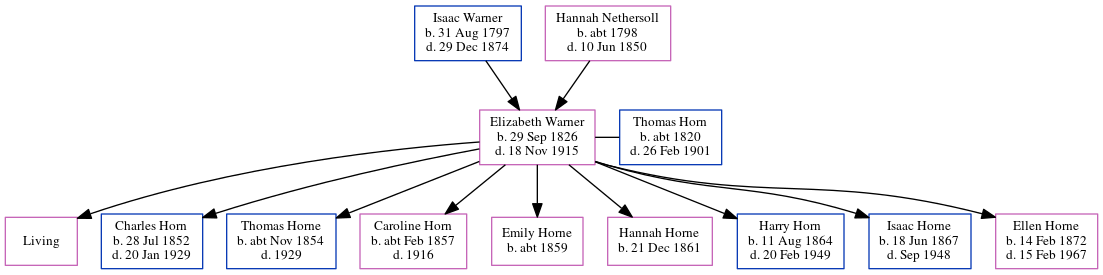 Isaac Warner
b. 31 Aug 1797
d. 29 Dec 1874
Hannah Nethersoll
b. abt 1798
d. 10 Jun 1850
Elizabeth Warner
b. 29 Sep 1826
d. 18 Nov 1915
Thomas Horn
b. abt 1820
d. 26 Feb 1901
Living
Charles Horn
b. 28 Jul 1852
d. 20 Jan 1929
Thomas Horne
b. abt Nov 1854
d. 1929
Caroline Horn
b. abt Feb 1857
d. 1916
Emily Horne
b. abt 1859
Hannah Horne
b. 21 Dec 1861
Harry Horn
b. 11 Aug 1864
d. 20 Feb 1949
Isaac Horne
b. 18 Jun 1867
d. Sep 1948
Ellen Horne
b. 14 Feb 1872
d. 15 Feb 1967